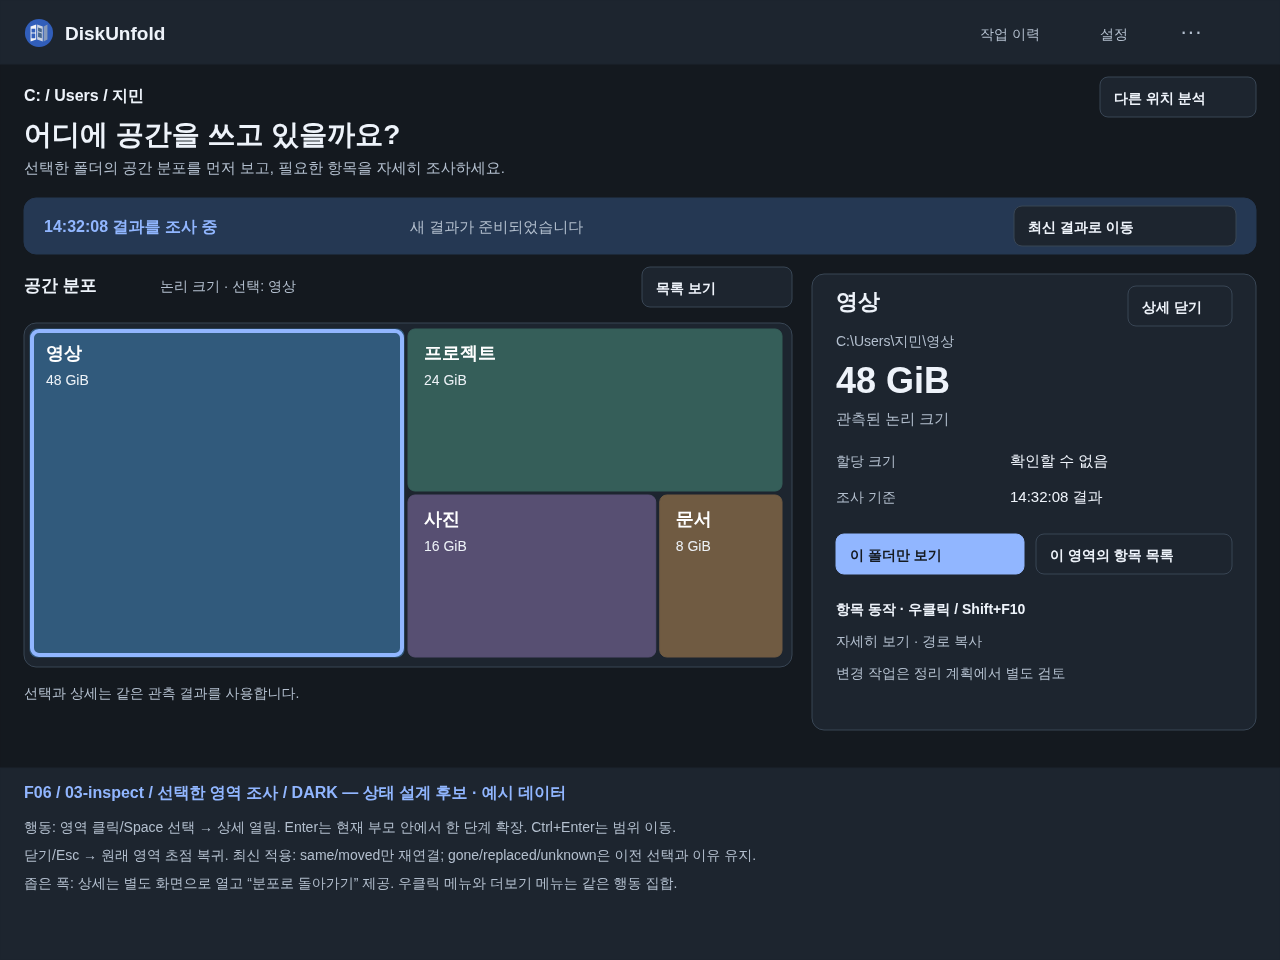 DiskUnfold
작업 이력
설정
···
C: / Users / 지민
다른 위치 분석
어디에 공간을 쓰고 있을까요?
선택한 폴더의 공간 분포를 먼저 보고, 필요한 항목을 자세히 조사하세요.
14:32:08 결과를 조사 중
새 결과가 준비되었습니다
최신 결과로 이동
공간 분포
논리 크기 · 선택: 영상
목록 보기
영상
48 GiB
프로젝트
24 GiB
사진
16 GiB
문서
8 GiB
선택과 상세는 같은 관측 결과를 사용합니다.
영상
상세 닫기
C:\Users\지민\영상
48 GiB
관측된 논리 크기
할당 크기
확인할 수 없음
조사 기준
14:32:08 결과
이 폴더만 보기
이 영역의 항목 목록
항목 동작 · 우클릭 / Shift+F10
자세히 보기 · 경로 복사
변경 작업은 정리 계획에서 별도 검토
F06 / 03-inspect / 선택한 영역 조사 / DARK — 상태 설계 후보 · 예시 데이터
행동: 영역 클릭/Space 선택 → 상세 열림. Enter는 현재 부모 안에서 한 단계 확장. Ctrl+Enter는 범위 이동.
닫기/Esc → 원래 영역 초점 복귀. 최신 적용: same/moved만 재연결; gone/replaced/unknown은 이전 선택과 이유 유지.
좁은 폭: 상세는 별도 화면으로 열고 “분포로 돌아가기” 제공. 우클릭 메뉴와 더보기 메뉴는 같은 행동 집합.